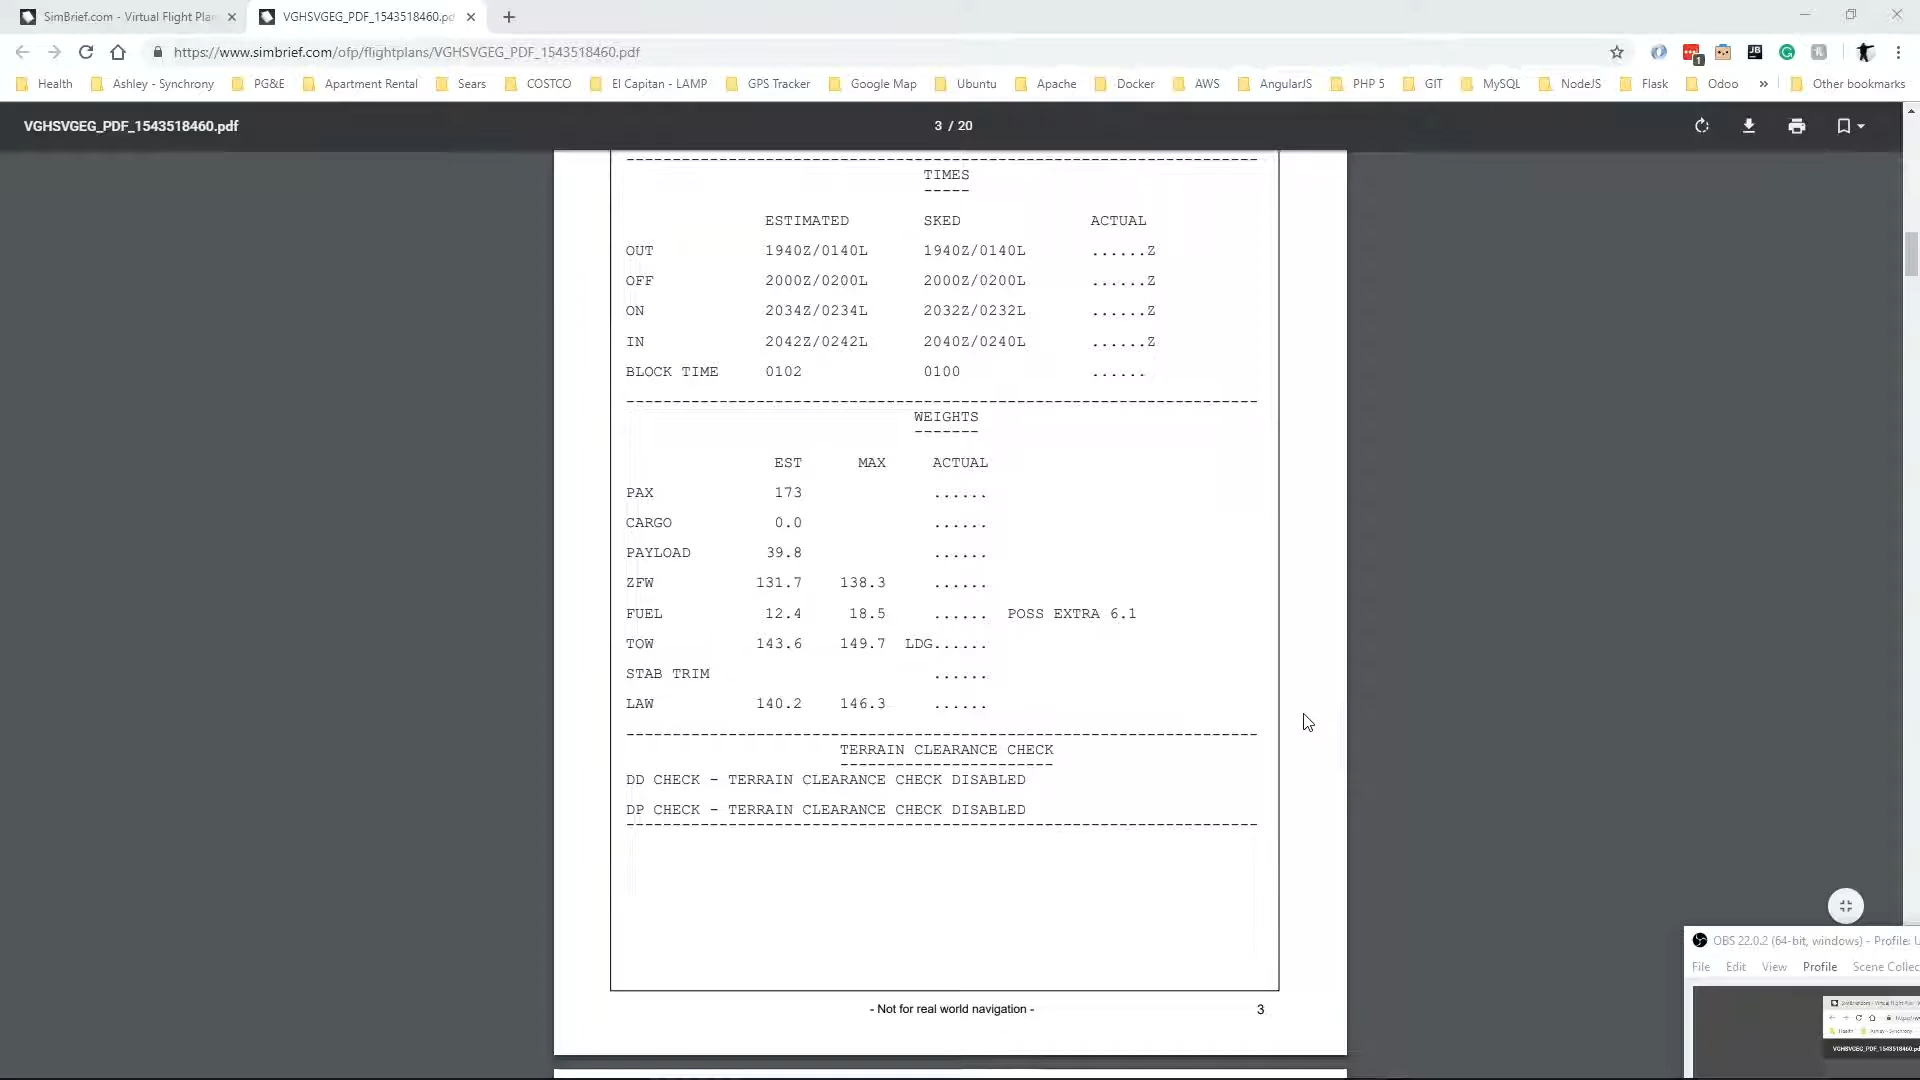 SimBrief.com - Virtual Flight Plan
VGHSVGEG_PDF_1543518460.pdf
https://www.simbrief.com/ofp/flightplans/VGHSVGEG_PDF_1543518460.pdf
1
Health Ashley - Synchrony PG&E Apartment Rental Sears COSTCO El Capitan - LAMP GPS Tracker Google Map Ubuntu Apache Docker AWS AngularJS PHP 5 GIT MySQL NodeJS Flask Odoo » Other bookmarks
VGHSVGEG_PDF_1543518460.pdf 3 / 20
TIMES
-----
ESTIMATED SKED ACTUAL
OUT 1940Z/0140L 1940Z/0140L ......Z
OFF 2000Z/0200L 2000Z/0200L ......Z
ON 2034Z/0234L 2032Z/0232L ......Z
IN 2042Z/0242L 2040Z/0240L ......Z
BLOCK TIME 0102 0100 ......
WEIGHTS
-------
EST MAX ACTUAL
PAX 173 ......
CARGO 0.0 ......
PAYLOAD 39.8 ......
ZFW 131.7 138.3 ......
FUEL 12.4 18.5 ...... POSS EXTRA 6.1
TOW 143.6 149.7 LDG......
STAB TRIM ......
LAW 140.2 146.3 ......
TERRAIN CLEARANCE CHECK
-----------------------
DD CHECK - TERRAIN CLEARANCE CHECK DISABLED
DP CHECK - TERRAIN CLEARANCE CHECK DISABLED
- Not for real world navigation - 3
OBS 22.0.2 (64-bit, windows) - Profile: U
File Edit View Profile Scene Collec
VGHSVGEG_PDF_1543518460.pd